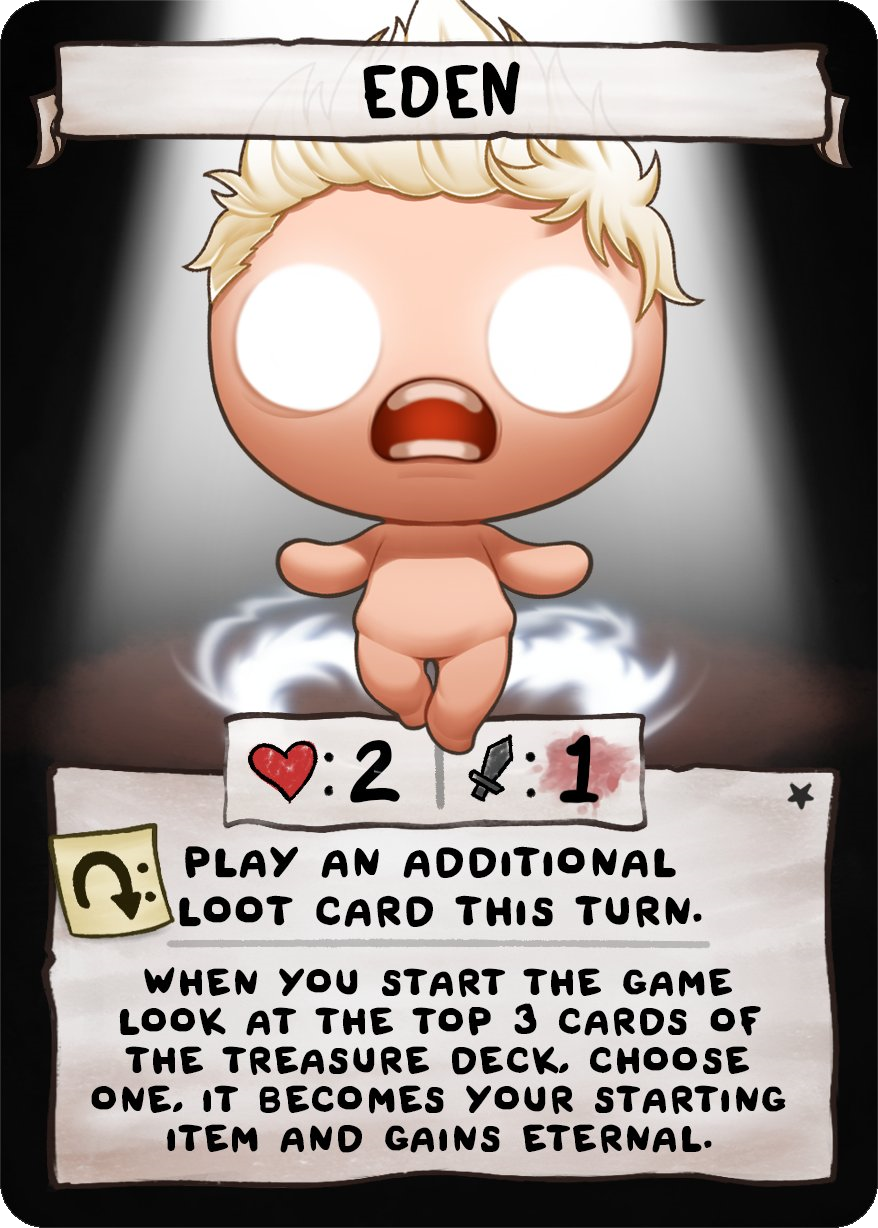 EDEN
:2 :1
PLAY AN ADDITIONAL
LOOT CARD THIS TURN.
WHEN YOU START THE GAME
LOOK AT THE TOP 3 CARDS OF
THE TREASURE DECK. CHOOSE
ONE. IT BECOMES YOUR STARTING
ITEM AND GAINS ETERNAL.